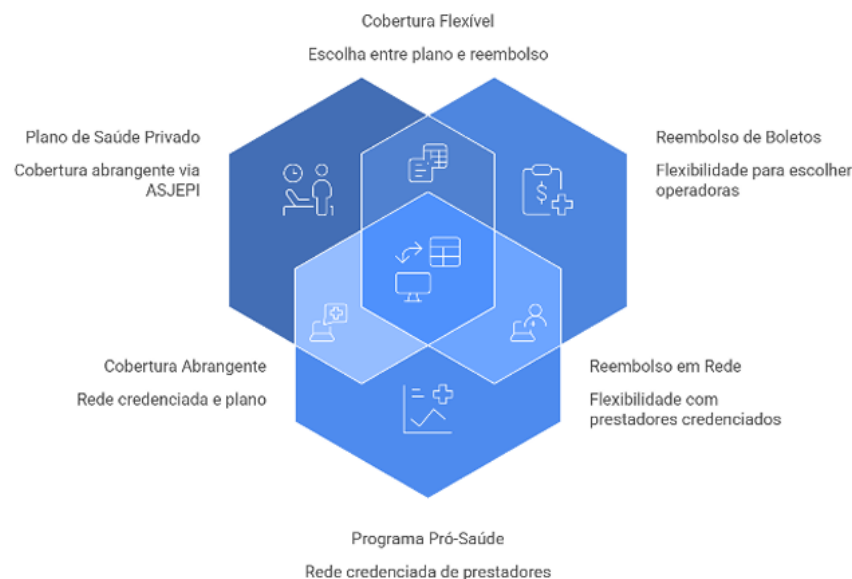 Cobertura Flexível
Escolha entre plano e reembolso
Plano de Saúde Privado
Cobertura abrangente via
ASJEPI
Reembolso de Boletos
Flexibilidade para escolher
operadoras
Cobertura Abrangente
Rede credenciada e plano
Reembolso em Rede
Flexibilidade com
prestadores credenciados
Programa Pró-Saúde
Rede credenciada de prestadores